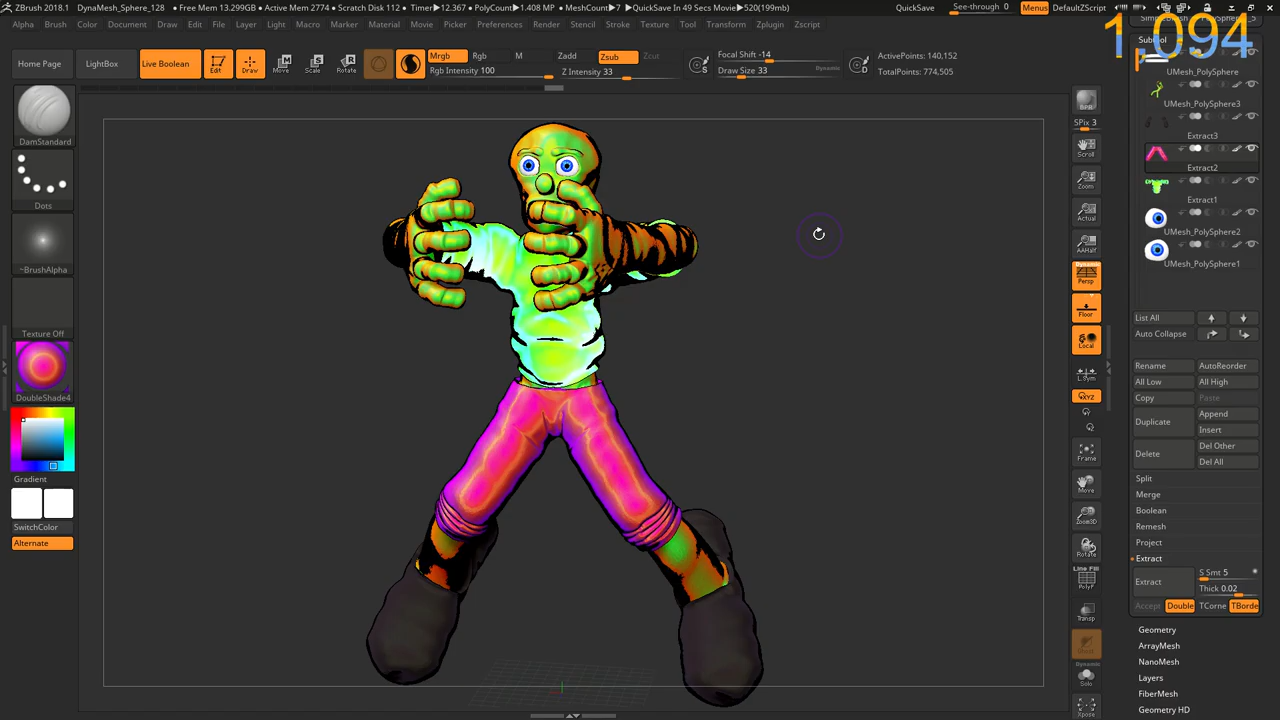 ZBrush 2018.1 DynaMesh_Sphere_128 • Free Mem 13.299GB • Active Mem 2774 • Scratch Disk 112 • Timer▸12.367 • PolyCount▸1.408 MP • MeshCount▸7 ▸QuickSave In 49 Secs Movie▸520(199mb) QuickSave See-through 0 Menus DefaultZScript
Alpha Brush Color Document Draw Edit File Layer Light Macro Marker Material Movie Picker Preferences Render Stencil Stroke Texture Tool Transform Zplugin Zscript
1,094
Home Page LightBox Live Boolean Edit Draw Move Scale Rotate
Mrgb Rgb M Zadd Zsub Zcut
Rgb Intensity 100 Z Intensity 33
Focal Shift -14
Draw Size 33 Dynamic
ActivePoints: 140,152
TotalPoints: 774,505
DamStandard
Dots
~BrushAlpha
Texture Off
DoubleShade4
Gradient
SwitchColor
Alternate
BPR
SPix 3
Scroll
Zoom
Actual
AAHalf
Dynamic
Persp
Floor
Local
L.Sym
XYZ
Frame
Move
Zoom3D
Rotate
Line Fill
PolyF
Transp
Dynamic
Solo
Xpose
Subtool
UMesh_PolySphere
UMesh_PolySphere3
Extract3
Extract2
Extract1
UMesh_PolySphere2
UMesh_PolySphere1
List All
Auto Collapse
Rename AutoReorder
All Low All High
Copy Paste
Duplicate Append
Insert
Delete Del Other
Del All
Split
Merge
Boolean
Remesh
Project
Extract
Extract S Smt 5
Thick 0.02
Accept Double TCorne TBorde
Geometry
ArrayMesh
NanoMesh
Layers
FiberMesh
Geometry HD